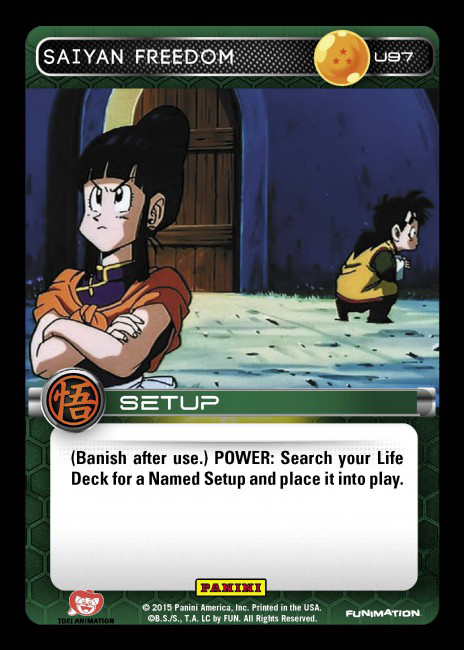 SAIYAN FREEDOM
U97
悟
SETUP
(Banish after use.) POWER: Search your Life
Deck for a Named Setup and place it into play.
PANINI
TOEI ANIMATION
© 2015 Panini America, Inc. Printed in the USA.
©B.S./S., T.A. LC by FUN. All Rights Reserved.
FUNIMATION